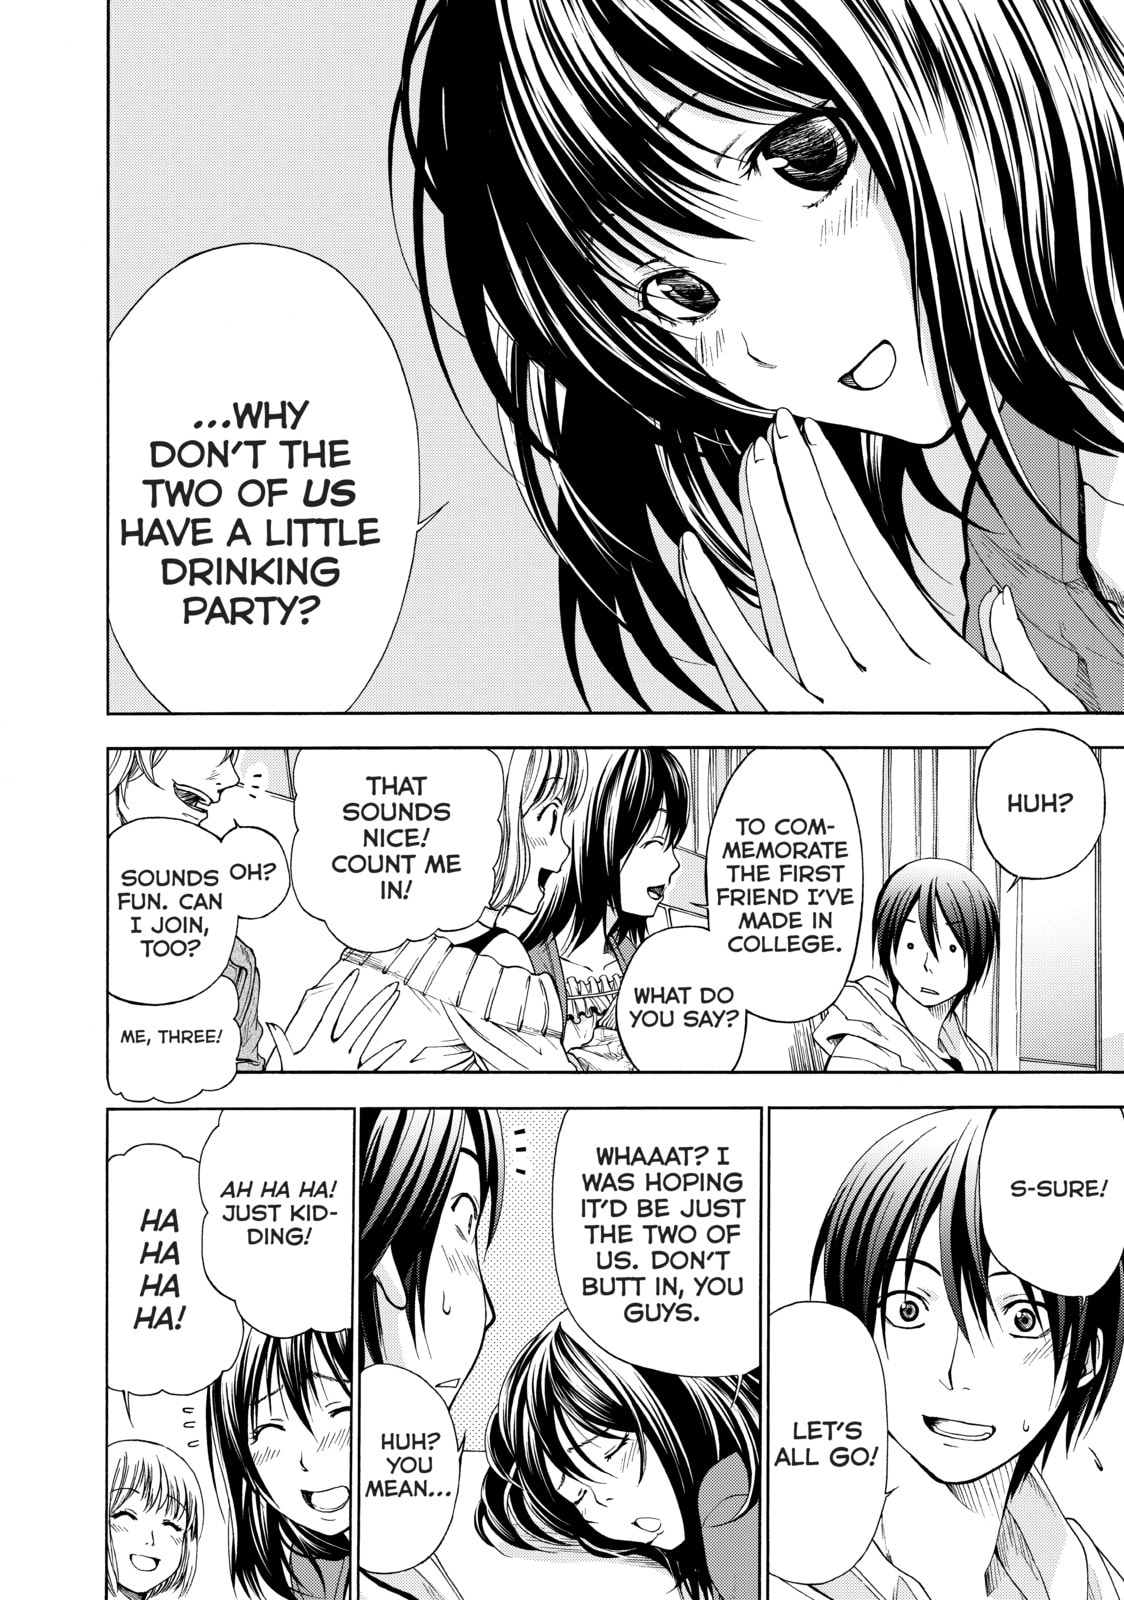 ...WHY
DON'T THE
TWO OF US
HAVE A LITTLE
DRINKING
PARTY?
HUH?
TO COM-
MEMORATE
THE FIRST
FRIEND I'VE
MADE IN
COLLEGE.
WHAT DO
YOU SAY?
THAT
SOUNDS
NICE!
COUNT ME
IN!
OH?
SOUNDS
FUN. CAN
I JOIN,
TOO?
ME, THREE!
S-SURE!
LET'S
ALL GO!
WHAAAT? I
WAS HOPING
IT'D BE JUST
THE TWO OF
US. DON'T
BUTT IN, YOU
GUYS.
HUH?
YOU
MEAN...
AH HA HA!
JUST KID-
DING!
HA
HA
HA
HA!